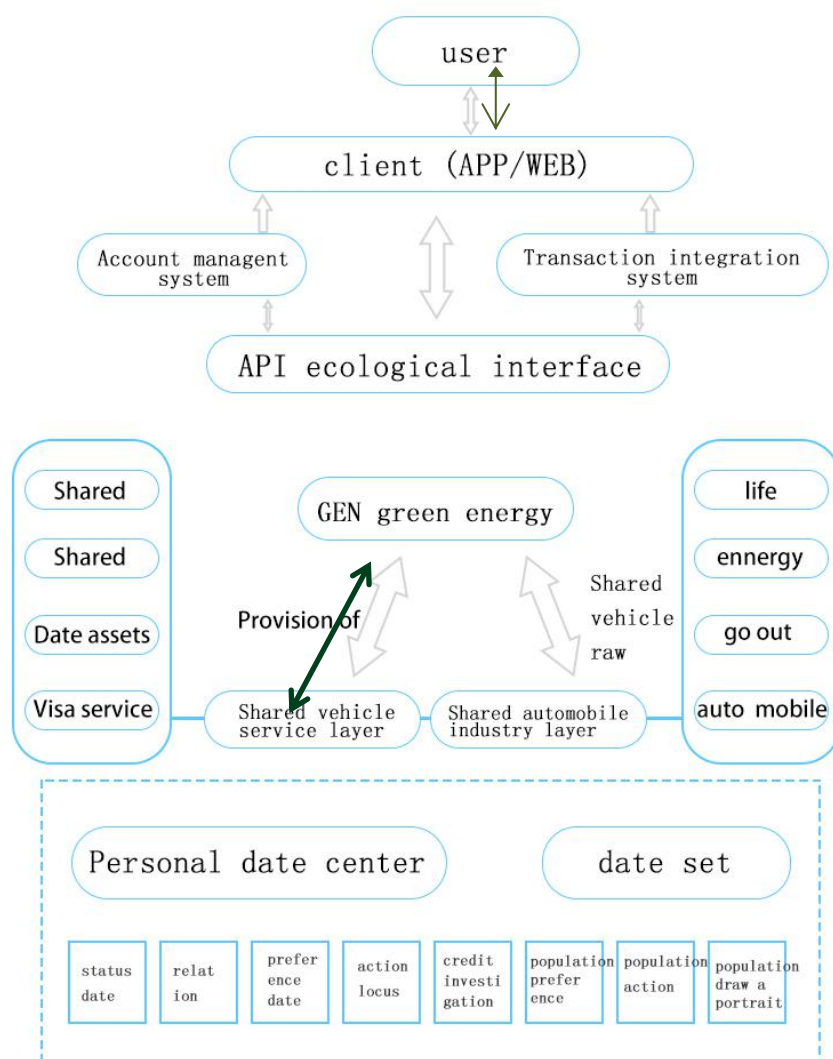 user
client (APP/WEB)
Account managent
system
Transaction integration
system
API ecological interface
Shared
Shared
Date assets
Visa service
GEN green energy
Provision of
Shared
vehicle
raw
life
ennergy
go out
auto mobile
Shared vehicle
service layer
Shared automobile
industry layer
Personal date center
date set
status
date
relat
ion
prefer
ence
date
action
locus
credit
investi
gation
population
prefer
ence
population
action
population
draw a
portrait